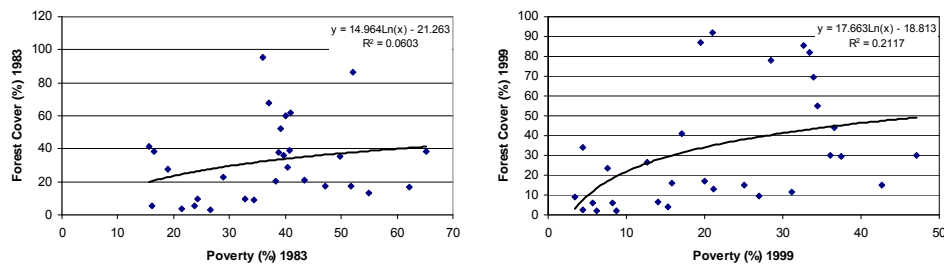 y = 14.964Ln(x) - 21.263
R² = 0.0603
Forest Cover (%) 1983
120
100
80
60
40
20
0
0 10 20 30 40 50 60 70
Poverty (%) 1983
y = 17.663Ln(x) - 18.813
R² = 0.2117
Forest Cover (%) 1999
100
90
80
70
60
50
40
30
20
10
0
0 10 20 30 40 50
Poverty (%) 1999